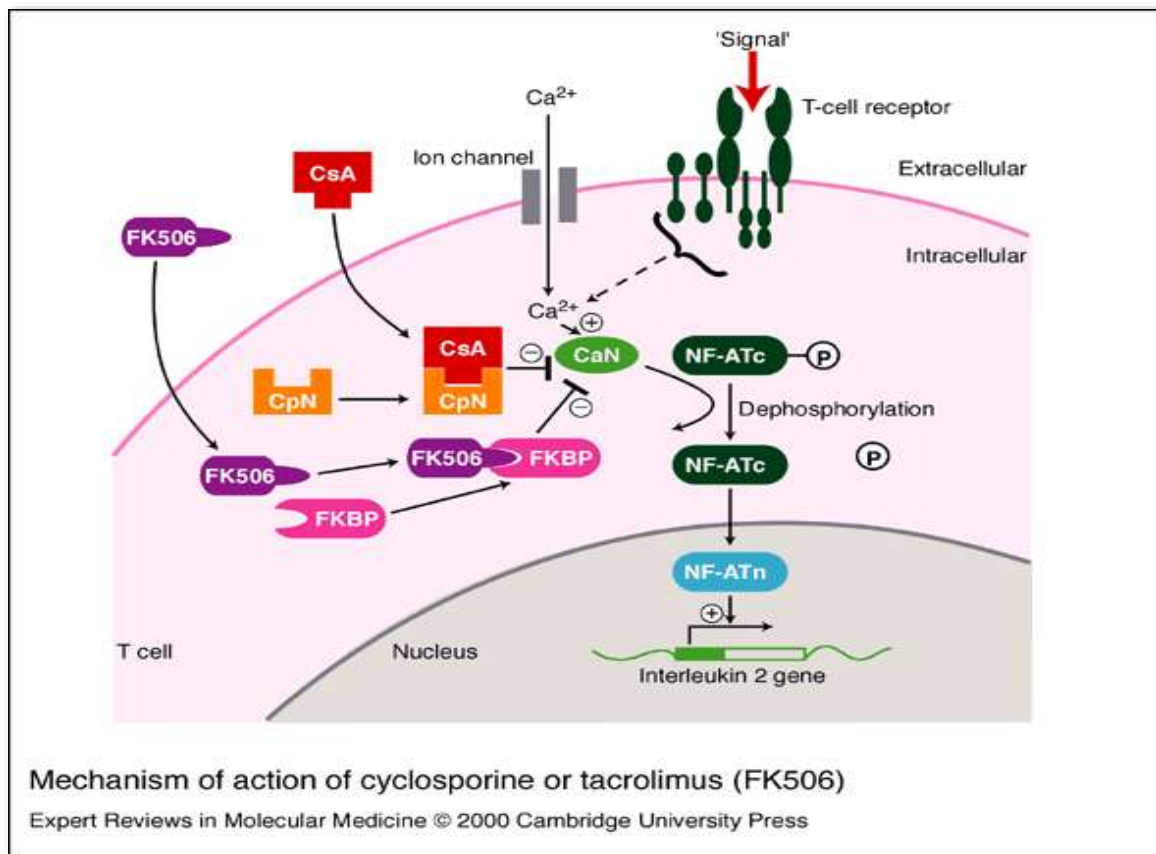 'Signal'
Ca2+
T-cell receptor
Ion channel
Extracellular
CsA
FK506
Intracellular
Ca2+
+
CsA
−
CaN
NF-ATc
P
CpN
CpN
−
Dephosphorylation
FK506
FK506
FKBP
NF-ATc
P
FKBP
NF-ATn
+
T cell
Nucleus
Interleukin 2 gene
Mechanism of action of cyclosporine or tacrolimus (FK506)
Expert Reviews in Molecular Medicine © 2000 Cambridge University Press